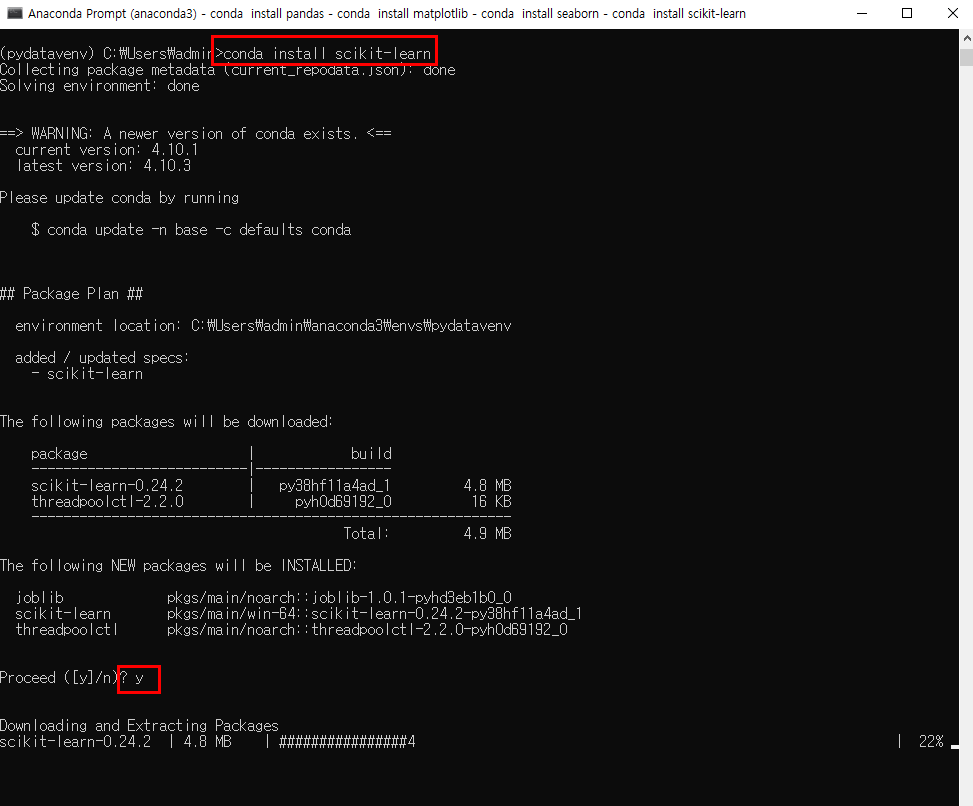 Anaconda Prompt (anaconda3) - conda  install pandas - conda  install matplotlib - conda  install seaborn - conda  install scikit-learn
(pydatavenv) C:₩Users₩admin>conda install scikit-learn
Collecting package metadata (current_repodata.json): done
Solving environment: done
==> WARNING: A newer version of conda exists. <==
  current version: 4.10.1
  latest version: 4.10.3
Please update conda by running
    $ conda update -n base -c defaults conda
## Package Plan ##
  environment location: C:₩Users₩admin₩anaconda3₩envs₩pydatavenv
  added / updated specs:
    - scikit-learn
The following packages will be downloaded:
    package                    |            build
    ---------------------------|-----------------
    scikit-learn-0.24.2        |   py38hf11a4ad_1         4.8 MB
    threadpoolctl-2.2.0        |     pyh0d69192_0          16 KB
    ------------------------------------------------------------
                                           Total:         4.9 MB
The following NEW packages will be INSTALLED:
  joblib             pkgs/main/noarch::joblib-1.0.1-pyhd3eb1b0_0
  scikit-learn       pkgs/main/win-64::scikit-learn-0.24.2-py38hf11a4ad_1
  threadpoolctl      pkgs/main/noarch::threadpoolctl-2.2.0-pyh0d69192_0
Proceed ([y]/n)? y
Downloading and Extracting Packages
scikit-learn-0.24.2  | 4.8 MB    | ################4                                                            |  22%